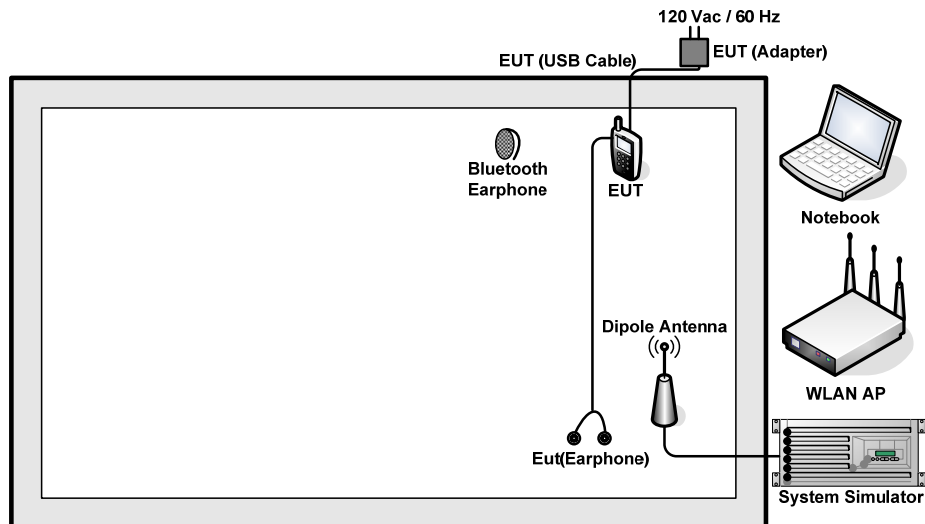 120 Vac / 60 Hz
EUT (Adapter)
EUT (USB Cable)
Bluetooth
Earphone
EUT
Notebook
Dipole Antenna
WLAN AP
Eut(Earphone)
System Simulator